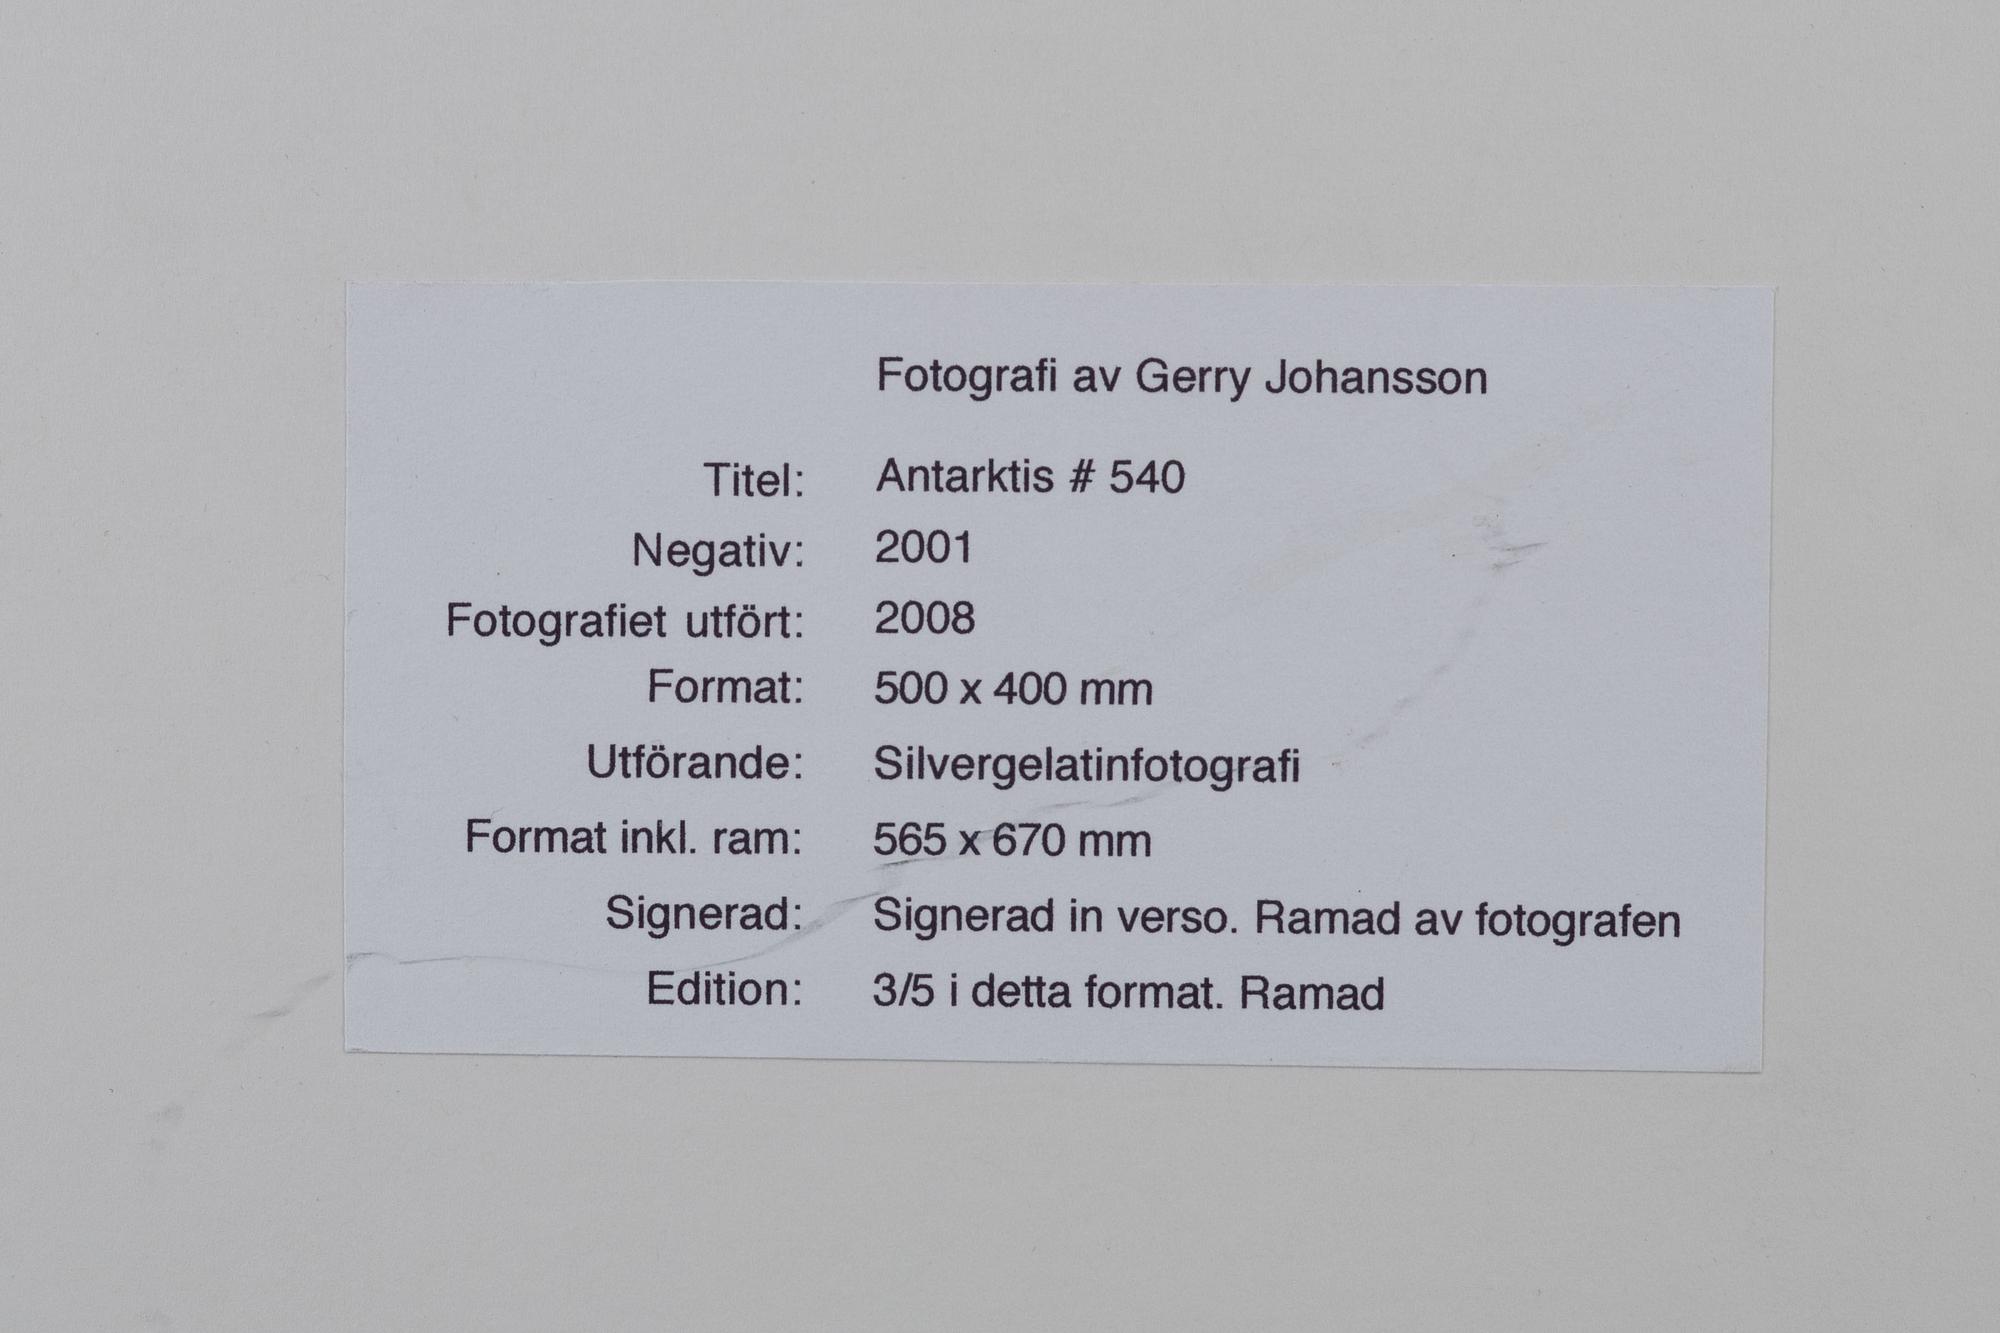 Fotografi av Gerry Johansson
Titel: Antarktis # 540
Negativ: 2001
Fotografiet utfört: 2008
Format: 500 x 400 mm
Utförande: Silvergelatinfotografi
Format inkl. ram: 565 x 670 mm
Signerad: Signerad in verso. Ramad av fotografen
Edition: 3/5 i detta format. Ramad